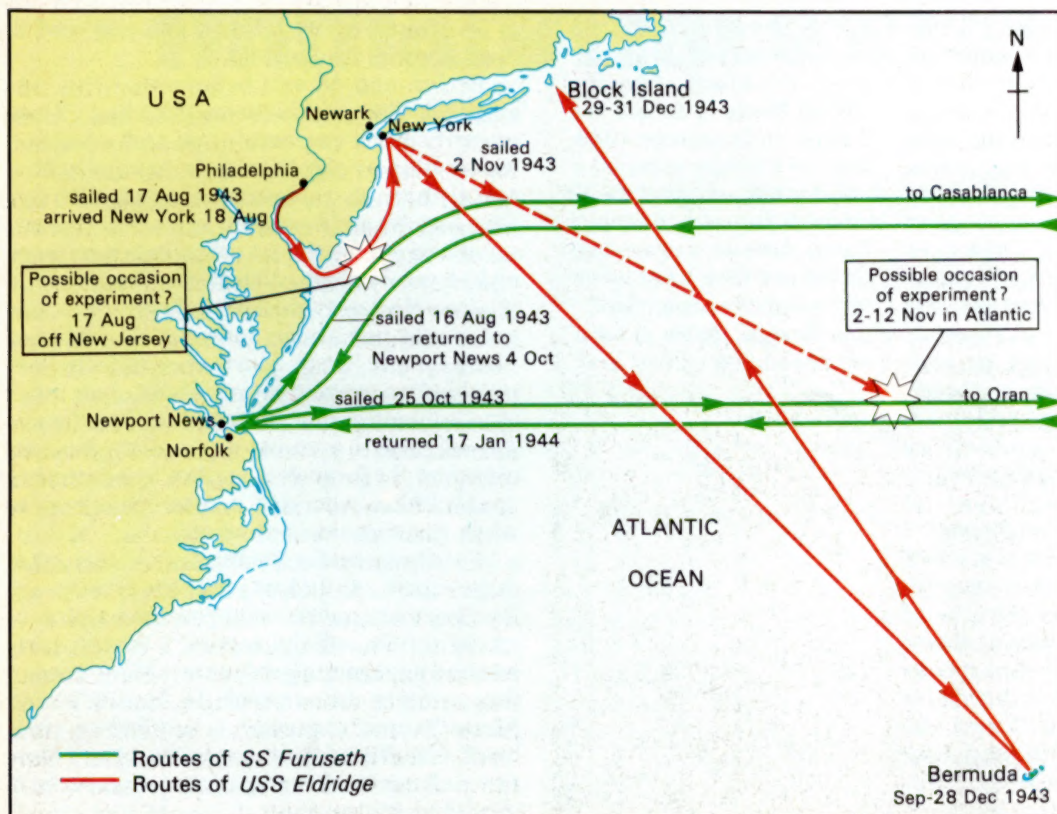 N
USA
Block Island
29-31 Dec 1943
Newark
New York
sailed
2 Nov 1943
Philadelphia
sailed 17 Aug 1943
arrived New York 18 Aug
to Casablanca
Possible occasion
of experiment?
17 Aug
off New Jersey
Possible occasion
of experiment?
2-12 Nov in Atlantic
sailed 16 Aug 1943
returned to
Newport News 4 Oct
sailed 25 Oct 1943
to Oran
Newport News
Norfolk
returned 17 Jan 1944
ATLANTIC
OCEAN
Routes of SS Furuseth
Routes of USS Eldridge
Bermuda
Sep-28 Dec 1943